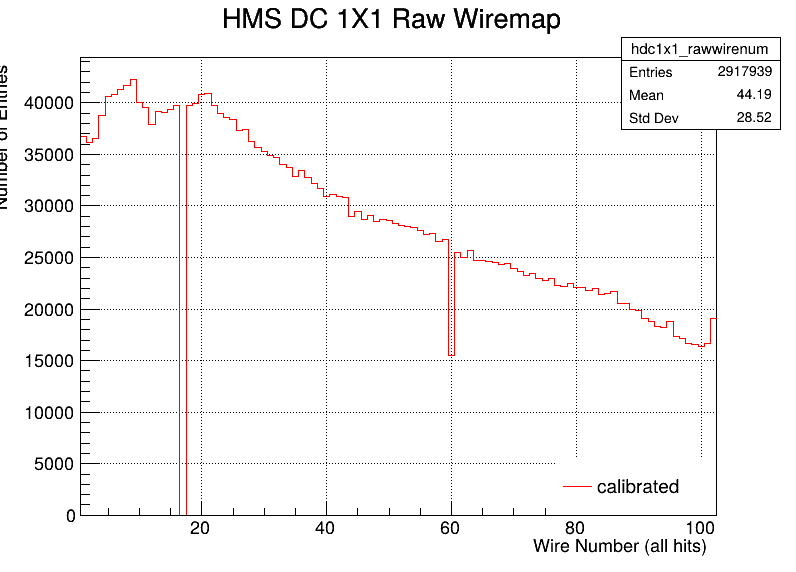 HMS DC 1X1 Raw Wiremap
hdc1x1_rawwirenum
Entries 2917939
Mean 44.19
Std Dev 28.52
Number of Entries
40000
35000
30000
25000
20000
15000
10000
5000
0
calibrated
20 40 60 80 100
Wire Number (all hits)